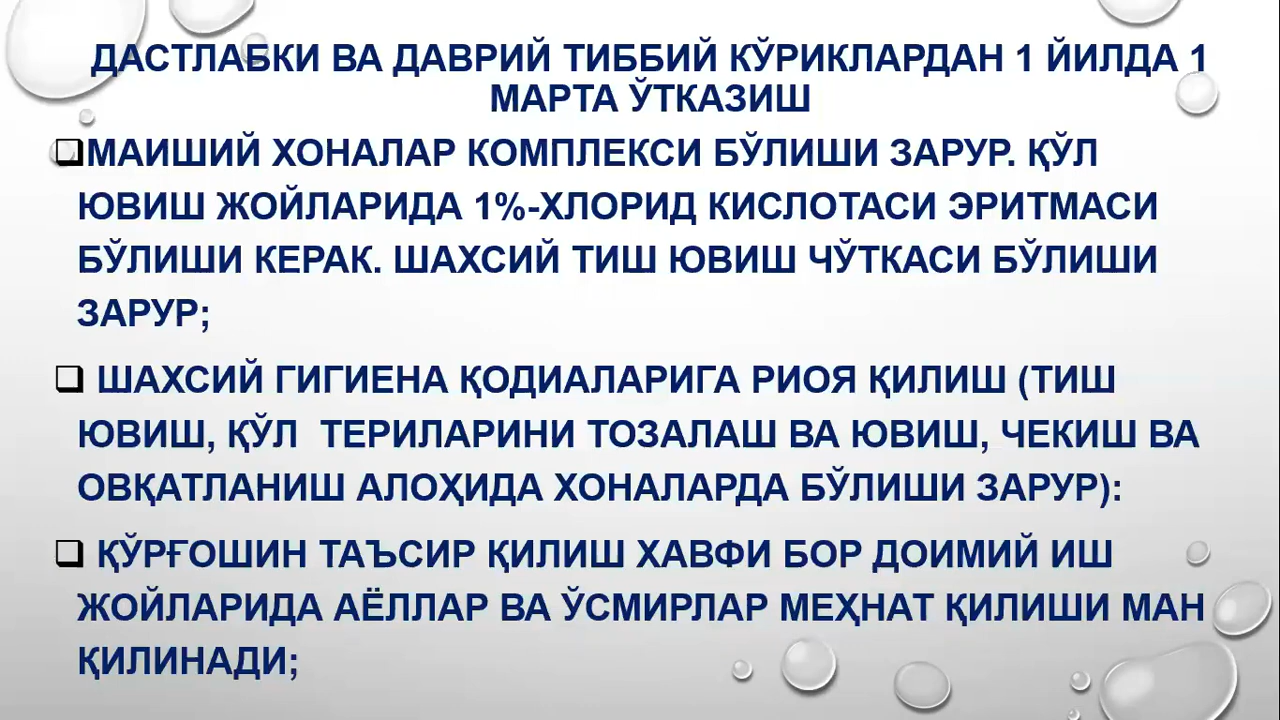 ДАСТЛАБКИ ВА ДАВРИЙ ТИББИЙ КЎРИКЛАРДАН 1 ЙИЛДА 1
МАРТА ЎТКАЗИШ
МАИШИЙ ХОНАЛАР КОМПЛЕКСИ БЎЛИШИ ЗАРУР. ҚЎЛ
ЮВИШ ЖОЙЛАРИДА 1%-ХЛОРИД КИСЛОТАСИ ЭРИТМАСИ
БЎЛИШИ КЕРАК. ШАХСИЙ ТИШ ЮВИШ ЧЎТКАСИ БЎЛИШИ
ЗАРУР;
ШАХСИЙ ГИГИЕНА ҚОДИАЛАРИГА РИОЯ ҚИЛИШ (ТИШ
ЮВИШ, ҚЎЛ ТЕРИЛАРИНИ ТОЗАЛАШ ВА ЮВИШ, ЧЕКИШ ВА
ОВҚАТЛАНИШ АЛОҲИДА ХОНАЛАРДА БЎЛИШИ ЗАРУР):
ҚЎРҒОШИН ТАЪСИР ҚИЛИШ ХАВФИ БОР ДОИМИЙ ИШ
ЖОЙЛАРИДА АЁЛЛАР ВА ЎСМИРЛАР МЕҲНАТ ҚИЛИШИ МАН
ҚИЛИНАДИ;